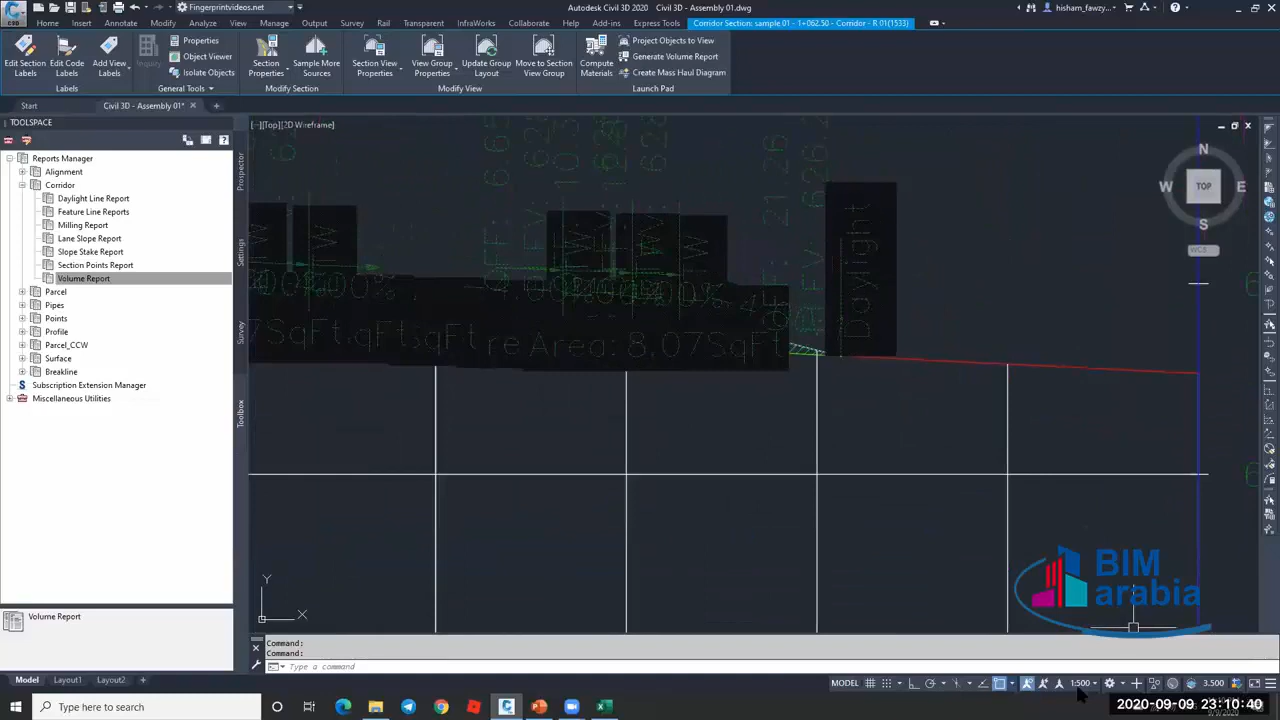 Fingerprintvideos.net
Autodesk Civil 3D 2020 Civil 3D - Assembly 01.dwg
hisham_fawzy...
Home Insert Annotate Modify Analyze View Manage Output Survey Rail Transparent InfraWorks Collaborate Help Add-ins Express Tools Corridor Section: sample 01 - 1+062.50 - Corridor - R 01(1533)
Edit Section Labels
Edit Code Labels
Add View Labels
Labels
Inquiry
Properties
Object Viewer
Isolate Objects
General Tools
Section Properties
Sample More Sources
Modify Section
Section View Properties
View Group Properties
Update Group Layout
Move to Section View Group
Modify View
Compute Materials
Project Objects to View
Generate Volume Report
Create Mass Haul Diagram
Launch Pad
Start Civil 3D - Assembly 01*
TOOLSPACE
Reports Manager
Alignment
Corridor
Daylight Line Report
Feature Line Reports
Milling Report
Lane Slope Report
Slope Stake Report
Section Points Report
Volume Report
Parcel
Pipes
Points
Profile
Parcel_CCW
Surface
Breakline
Subscription Extension Manager
Miscellaneous Utilities
Volume Report
Prospector
Settings
Survey
Toolbox
[−][Top][2D Wireframe]
N
W TOP E
S
WCS
Daylight
re Area: 8.07SqFt
Y
X
BIM
arabia
Command:
Command:
Type a command
Model Layout1 Layout2
MODEL 1:500 3.500
Type here to search
2020-09-09 23:10:40